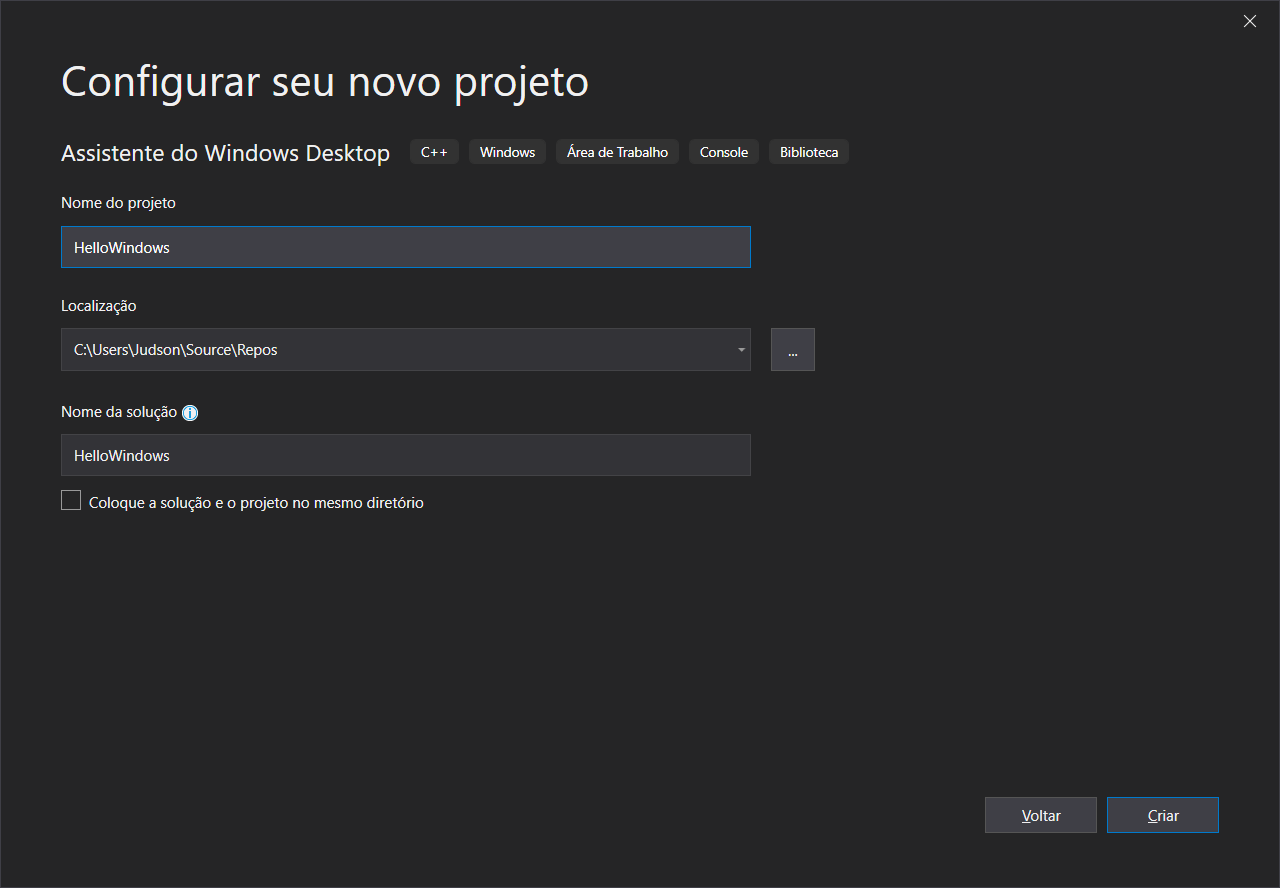 Configurar seu novo projeto
Assistente do Windows Desktop C++ Windows Área de Trabalho Console Biblioteca
Nome do projeto
HelloWindows
Localização
C:\Users\Judson\Source\Repos
...
Nome da solução
HelloWindows
Coloque a solução e o projeto no mesmo diretório
Voltar Criar